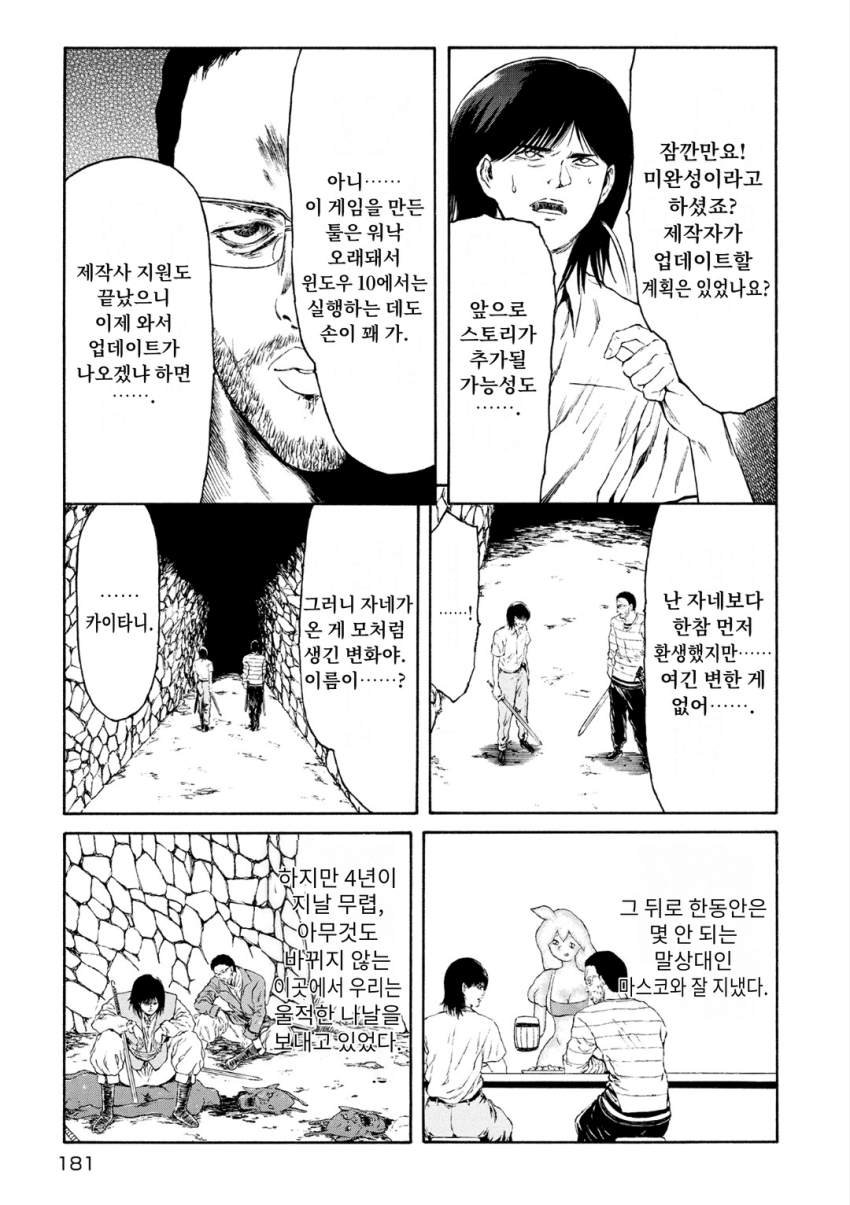 잠깐만요!
미완성이라고
하셨죠?
제작자가
업데이트할
계획은 있었나요?
앞으로
스토리가
추가될
가능성도
…….
아니……
이 게임을 만든
툴은 워낙
오래돼서
윈도우 10에서는
실행하는 데도
손이 꽤 가.
제작사 지원도
끝났으니
이제 와서
업데이트가
나오겠냐 하면
…….
난 자네보다
한참 먼저
환생했지만……
여긴 변한 게
없어…….
……!
그러니 자네가
온 게 모처럼
생긴 변화야.
이름이……?
……
카이타니.
그 뒤로 한동안은
몇 안 되는
말상대인
마스코와 잘 지냈다.
하지만 4년이
지날 무렵,
아무것도
바뀌지 않는
이곳에서 우리는
울적한 나날을
보내고 있었다.
181